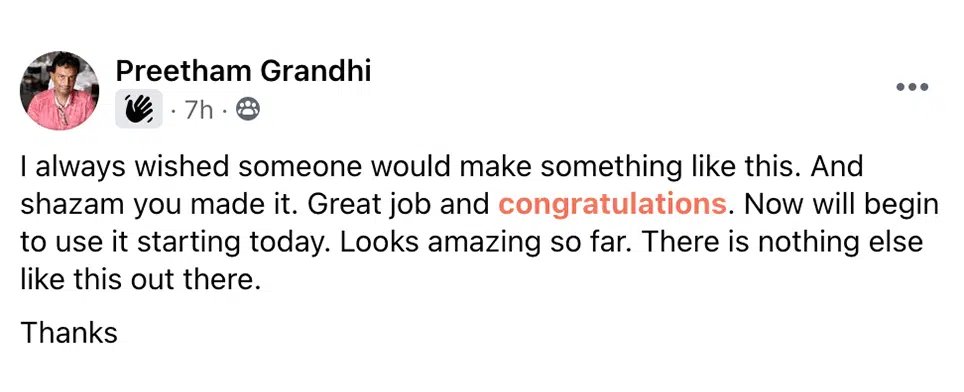 Preetham Grandhi
· 7h ·
I always wished someone would make something like this. And
shazam you made it. Great job and congratulations. Now will begin
to use it starting today. Looks amazing so far. There is nothing else
like this out there.
Thanks